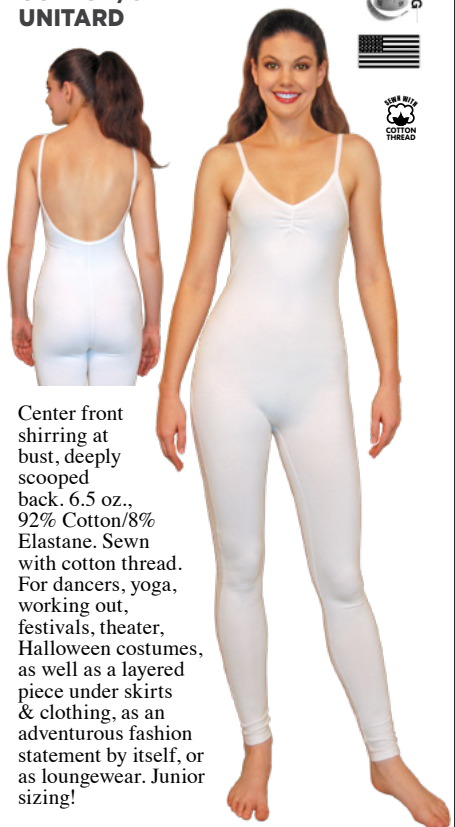 UNITARD
G
SEWN WITH
COTTON
THREAD
Center front
shirring at
bust, deeply
scooped
back. 6.5 oz.,
92% Cotton/8%
Elastane. Sewn
with cotton thread.
For dancers, yoga,
working out,
festivals, theater,
Halloween costumes,
as well as a layered
piece under skirts
& clothing, as an
adventurous fashion
statement by itself, or
as loungewear. Junior
sizing!